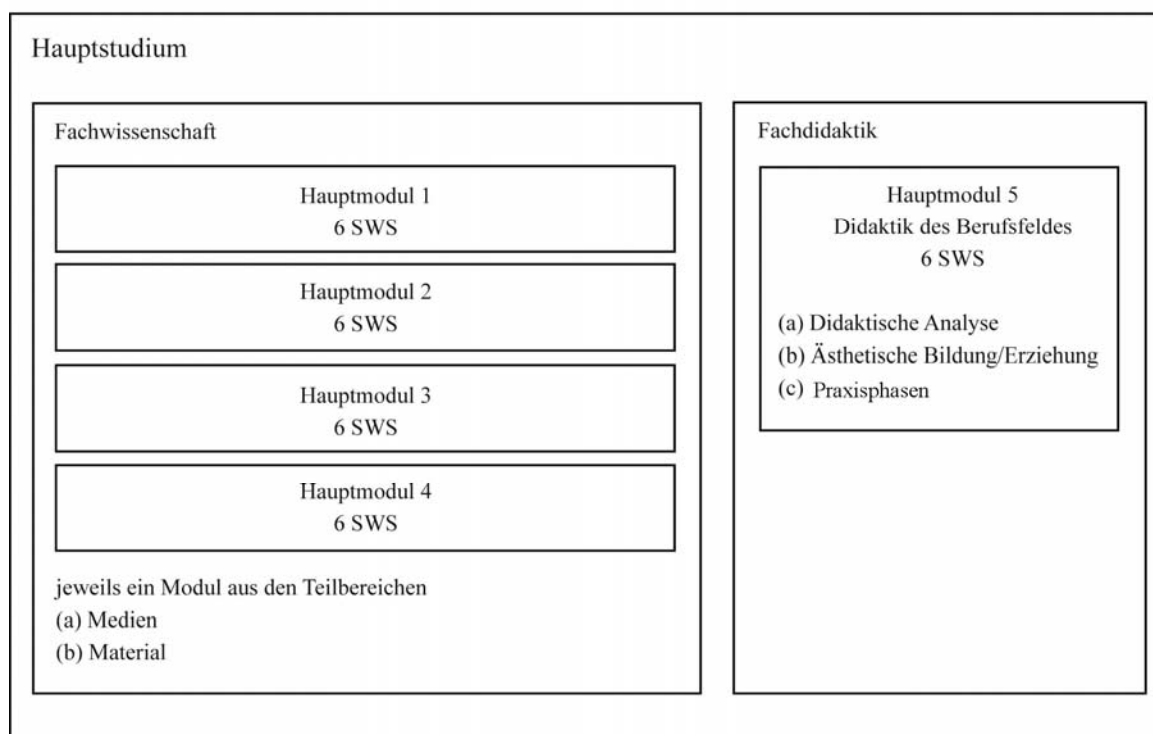 Hauptstudium
Fachwissenschaft
Hauptmodul 1
6 SWS
Hauptmodul 2
6 SWS
Hauptmodul 3
6 SWS
Hauptmodul 4
6 SWS
jeweils ein Modul aus den Teilbereichen
(a) Medien
(b) Material
Fachdidaktik
Hauptmodul 5
Didaktik des Berufsfeldes
6 SWS
(a) Didaktische Analyse
(b) Ästhetische Bildung/Erziehung
(c) Praxisphasen